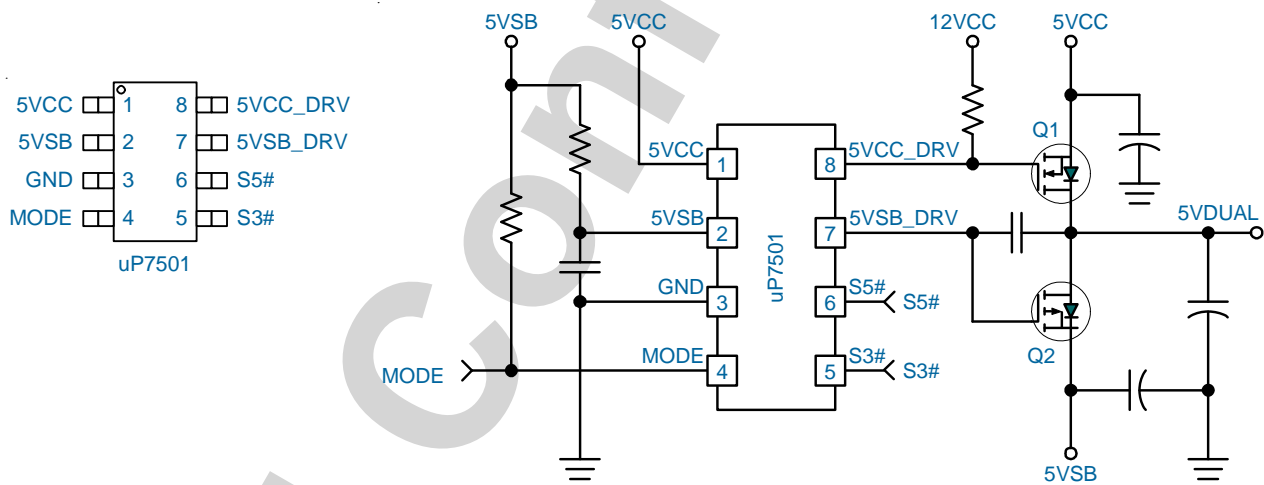 5VCC 1 8 5VCC_DRV
5VSB 2 7 5VSB_DRV
GND 3 6 S5#
MODE 4 5 S3#
uP7501
5VSB
5VCC
12VCC
5VCC
5VCC 1 8 5VCC_DRV
Q1
5VSB 2 7 5VSB_DRV
5VDUAL
uP7501
GND 3 6 S5# S5#
Q2
MODE
MODE 4 5 S3# S3#
5VSB